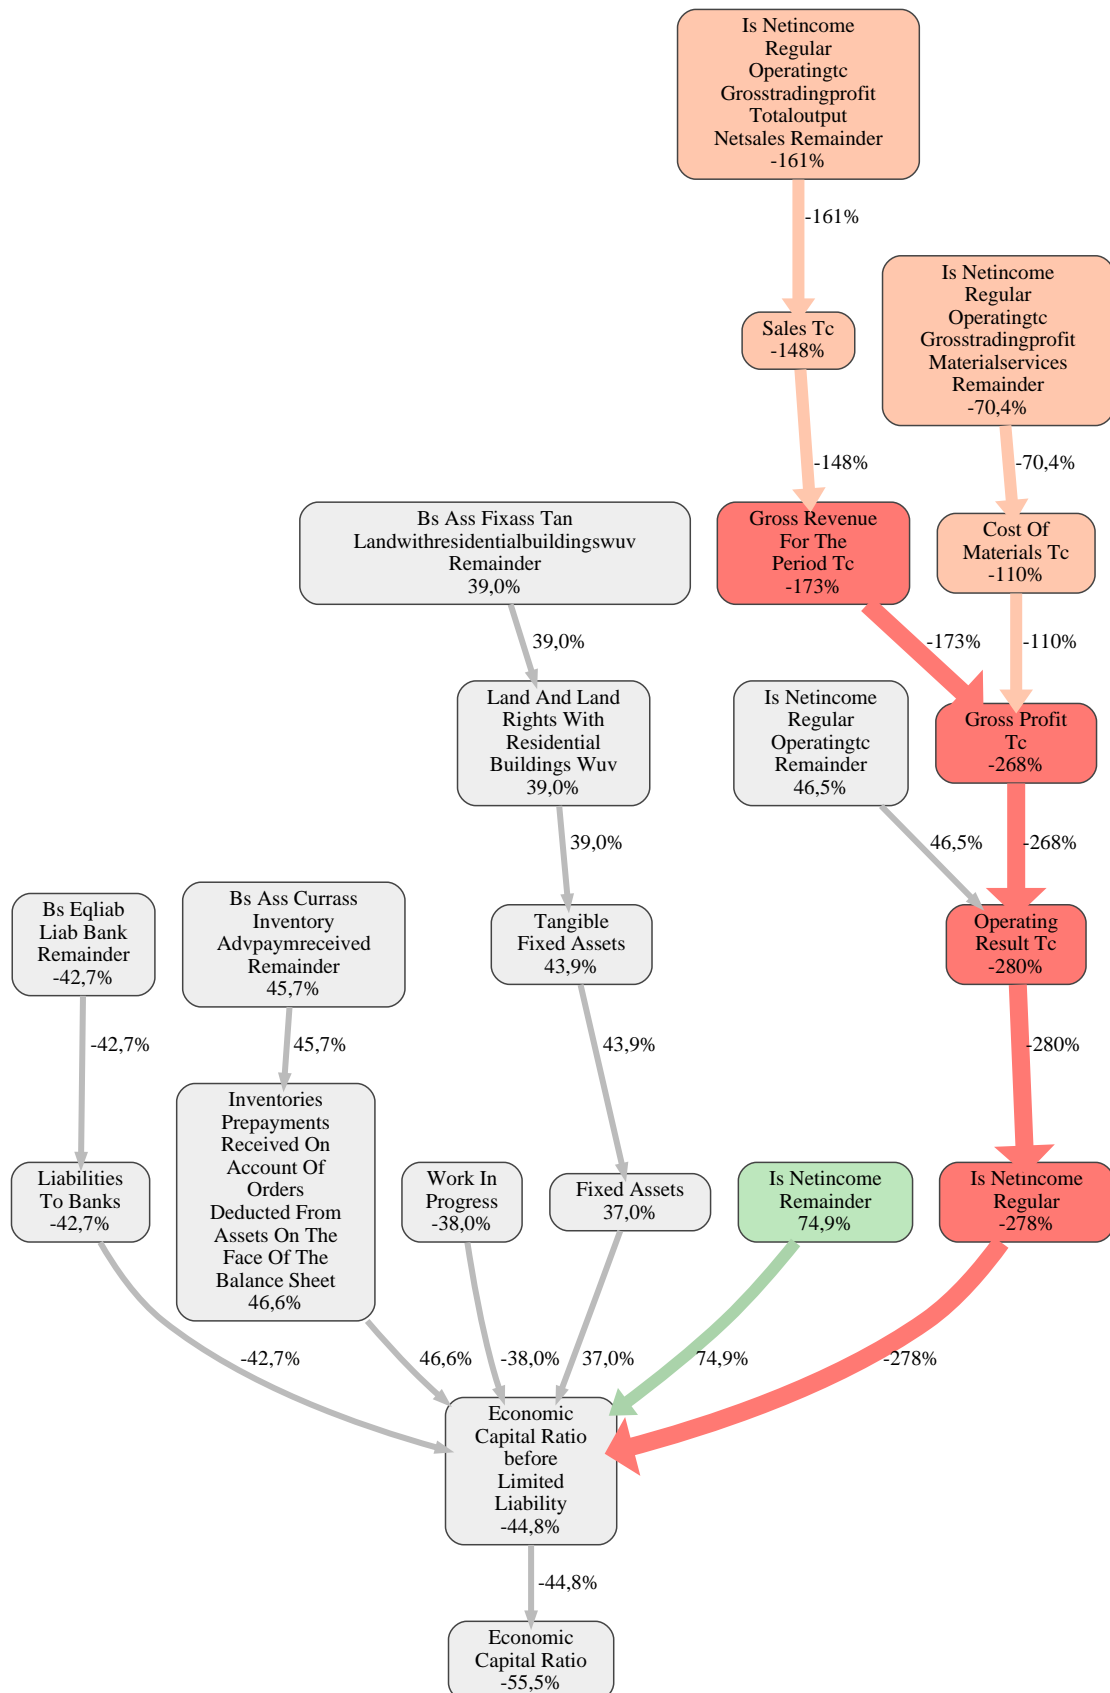 Is Netincome
Regular
Operatingtc
Grosstradingprofit
Totaloutput
Netsales Remainder
-161%
-161%
Sales Tc
-148%
Is Netincome
Regular
Operatingtc
Grosstradingprofit
Materialservices
Remainder
-70,4%
-148%
-70,4%
Bs Ass Fixass Tan
Landwithresidentialbuildingswuv
Remainder
39,0%
Gross Revenue
For The
Period Tc
-173%
Cost Of
Materials Tc
-110%
39,0%
-173%
-110%
Land And Land
Rights With
Residential
Buildings Wuv
39,0%
Is Netincome
Regular
Operatingtc
Remainder
46,5%
Gross Profit
Tc
-268%
39,0%
46,5%
-268%
Bs Eqliab
Liab Bank
Remainder
-42,7%
Bs Ass Currass
Inventory
Advpaymreceived
Remainder
45,7%
Tangible
Fixed Assets
43,9%
Operating
Result Tc
-280%
-42,7%
45,7%
43,9%
-280%
Liabilities
To Banks
-42,7%
Inventories
Prepayments
Received On
Account Of
Orders
Deducted From
Assets On The
Face Of The
Balance Sheet
46,6%
Work In
Progress
-38,0%
Fixed Assets
37,0%
Is Netincome
Remainder
74,9%
Is Netincome
Regular
-278%
-42,7%
46,6%
-38,0%
37,0%
74,9%
-278%
Economic
Capital Ratio
before
Limited
Liability
-44,8%
-44,8%
Economic
Capital Ratio
-55,5%